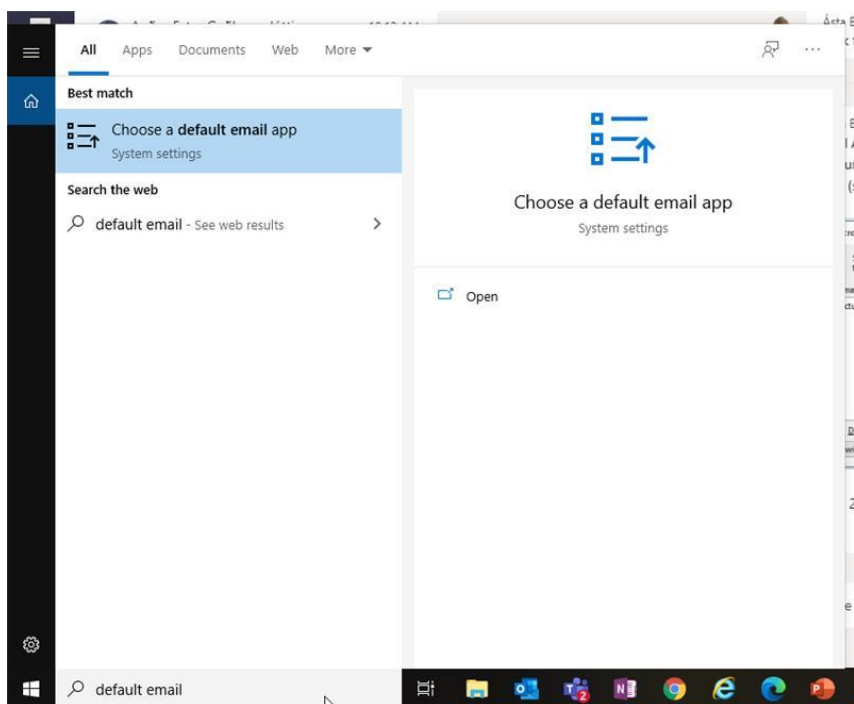 All Apps Documents Web More
Best match
Choose a default email app
System settings
Search the web
default email - See web results
Choose a default email app
System settings
Open
default email
2